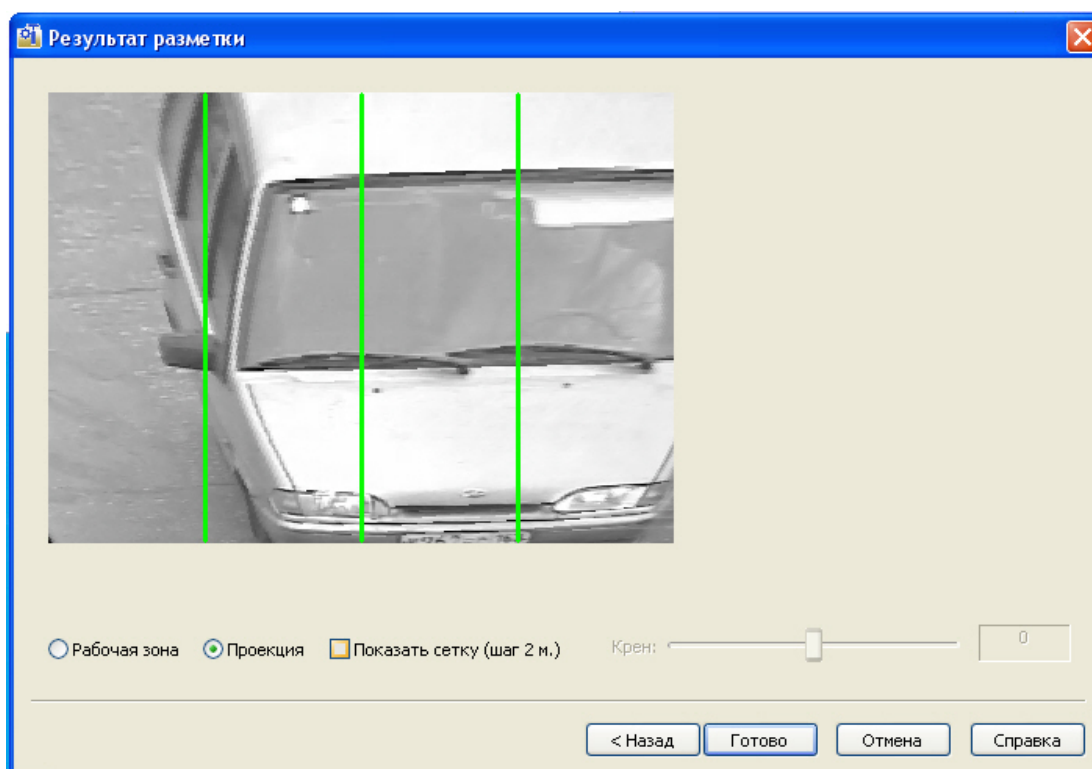 Результат разметки
Рабочая зона Проекция Показать сетку (шаг 2 м.) Крен: 0
< Назад Готово Отмена Справка